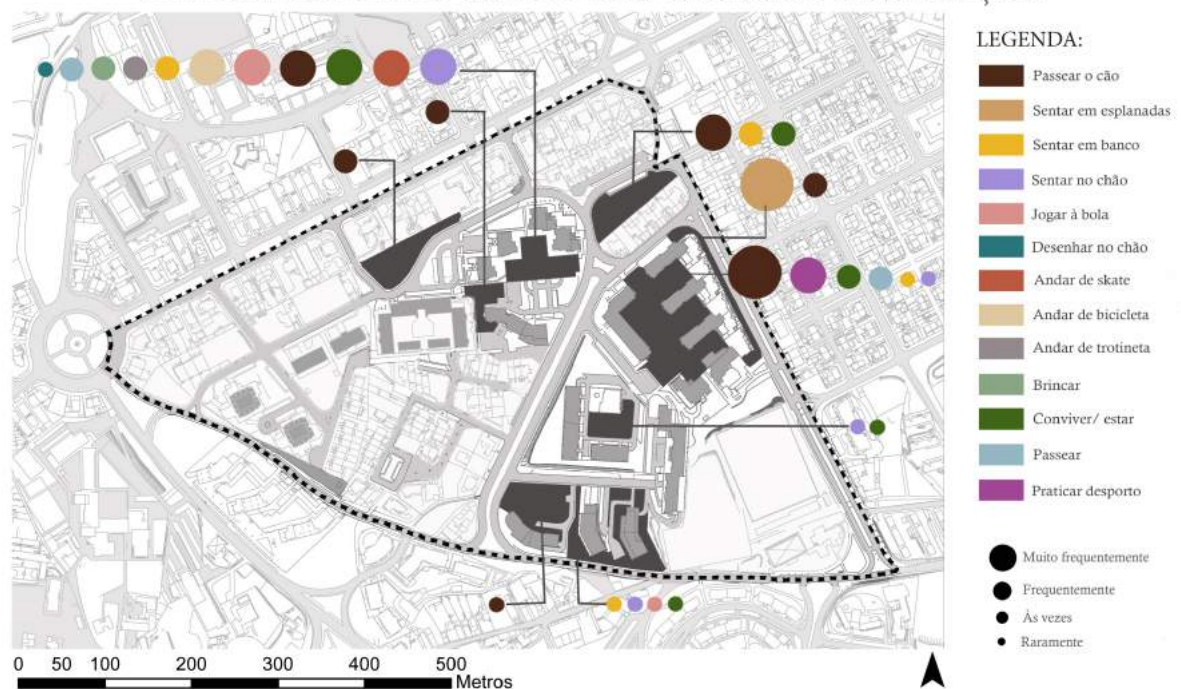 LEGENDA:
Passear o cão
Sentar em esplanadas
Sentar em banco
Sentar no chão
Jogar à bola
Desenhar no chão
Andar de skate
Andar de bicicleta
Andar de trotineta
Brincar
Conviver/ estar
Passear
Praticar desporto
Muito frequentemente
Frequentemente
Às vezes
Raramente
0 50 100 200 300 400 500
Metros